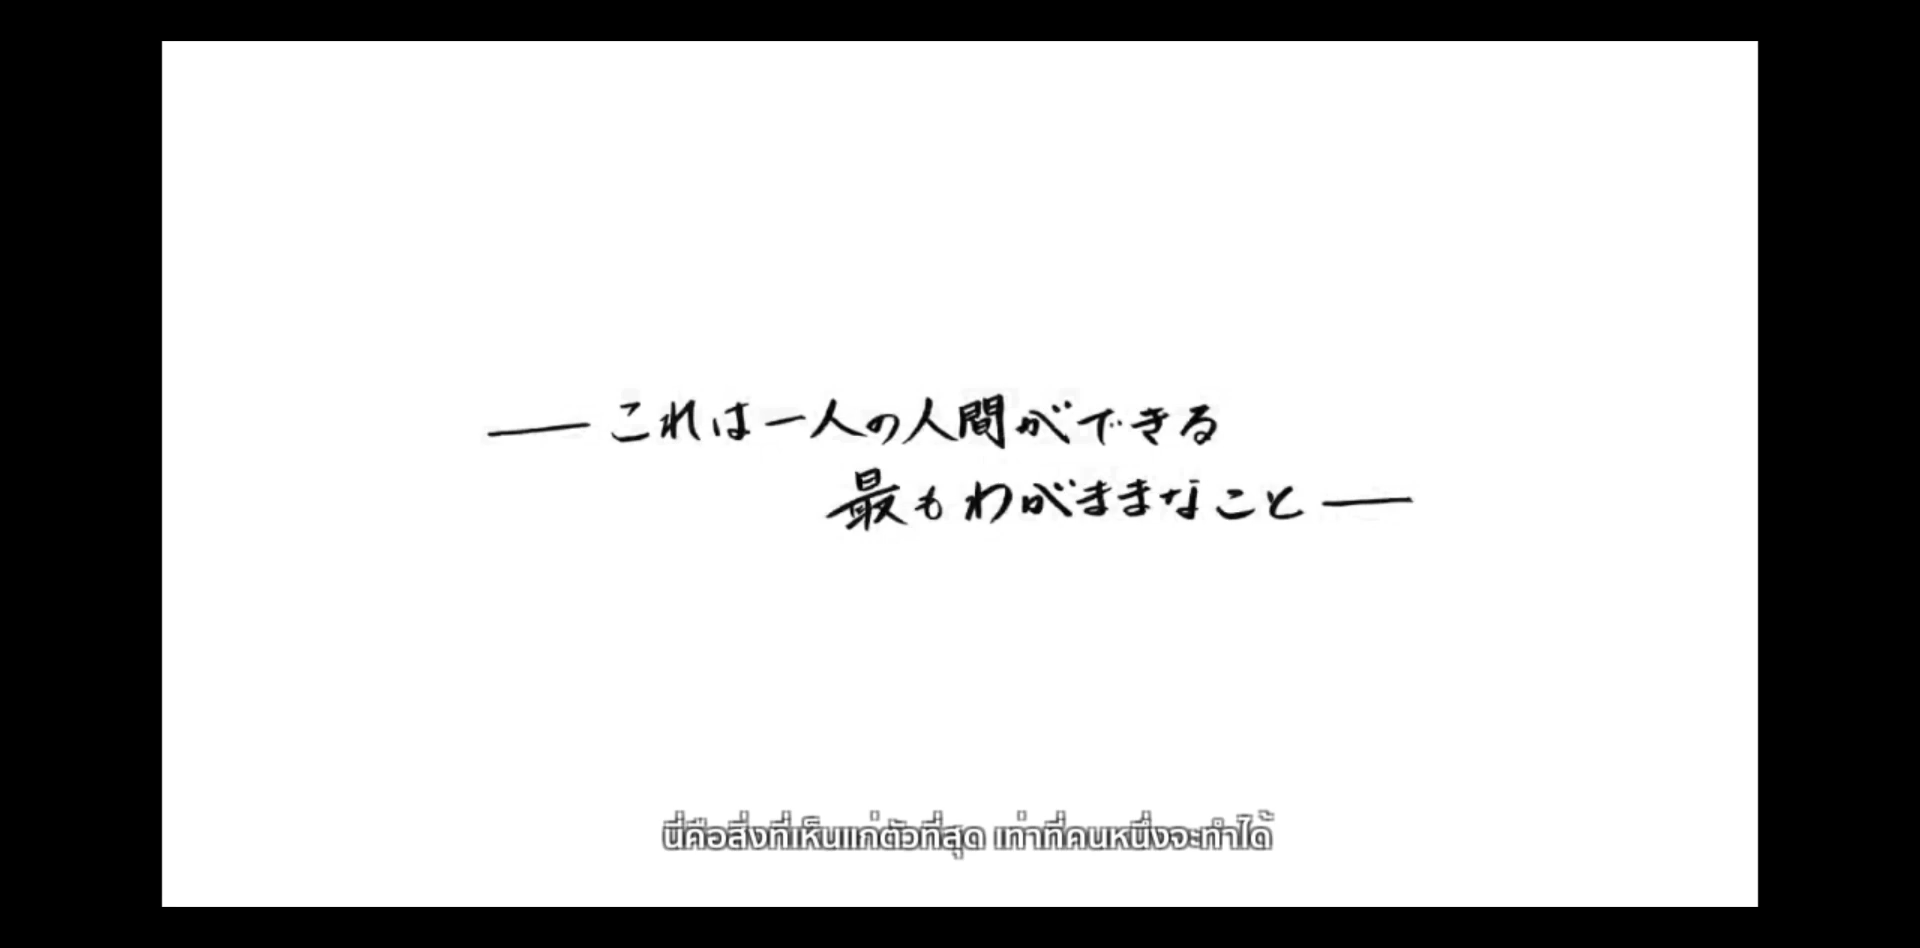 ── これは一人の人間ができる
最もわがままなこと ──
นี่คือสิ่งที่เห็นแก่ตัวที่สุด เท่าที่คนหนึ่งจะทำได้